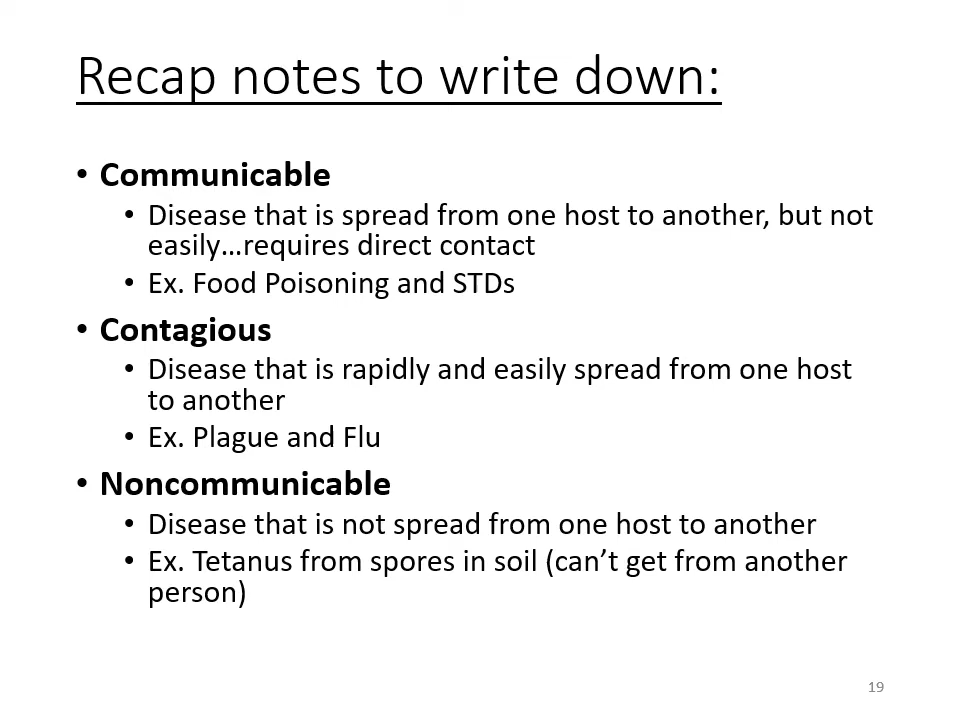 Recap notes to write down:
• Communicable
• Disease that is spread from one host to another, but not
easily…requires direct contact
• Ex. Food Poisoning and STDs
• Contagious
• Disease that is rapidly and easily spread from one host
to another
• Ex. Plague and Flu
• Noncommunicable
• Disease that is not spread from one host to another
• Ex. Tetanus from spores in soil (can’t get from another
person)
19